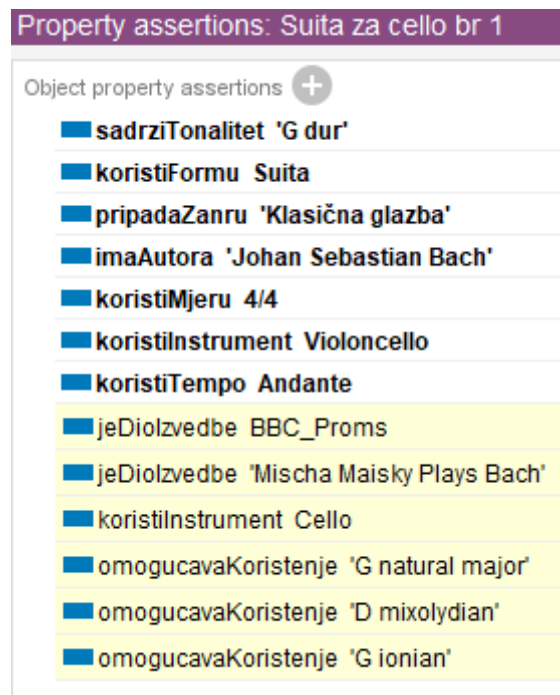 Property assertions: Suita za cello br 1
Object property assertions
sadrziTonalitet 'G dur'
koristiFormu Suita
pripadaZanru 'Klasična glazba'
imaAutora 'Johan Sebastian Bach'
koristiMjeru 4/4
koristiInstrument Violoncello
koristiTempo Andante
jeDioIzvedbe BBC_Proms
jeDioIzvedbe 'Mischa Maisky Plays Bach'
koristiInstrument Cello
omogucavaKoristenje 'G natural major'
omogucavaKoristenje 'D mixolydian'
omogucavaKoristenje 'G ionian'